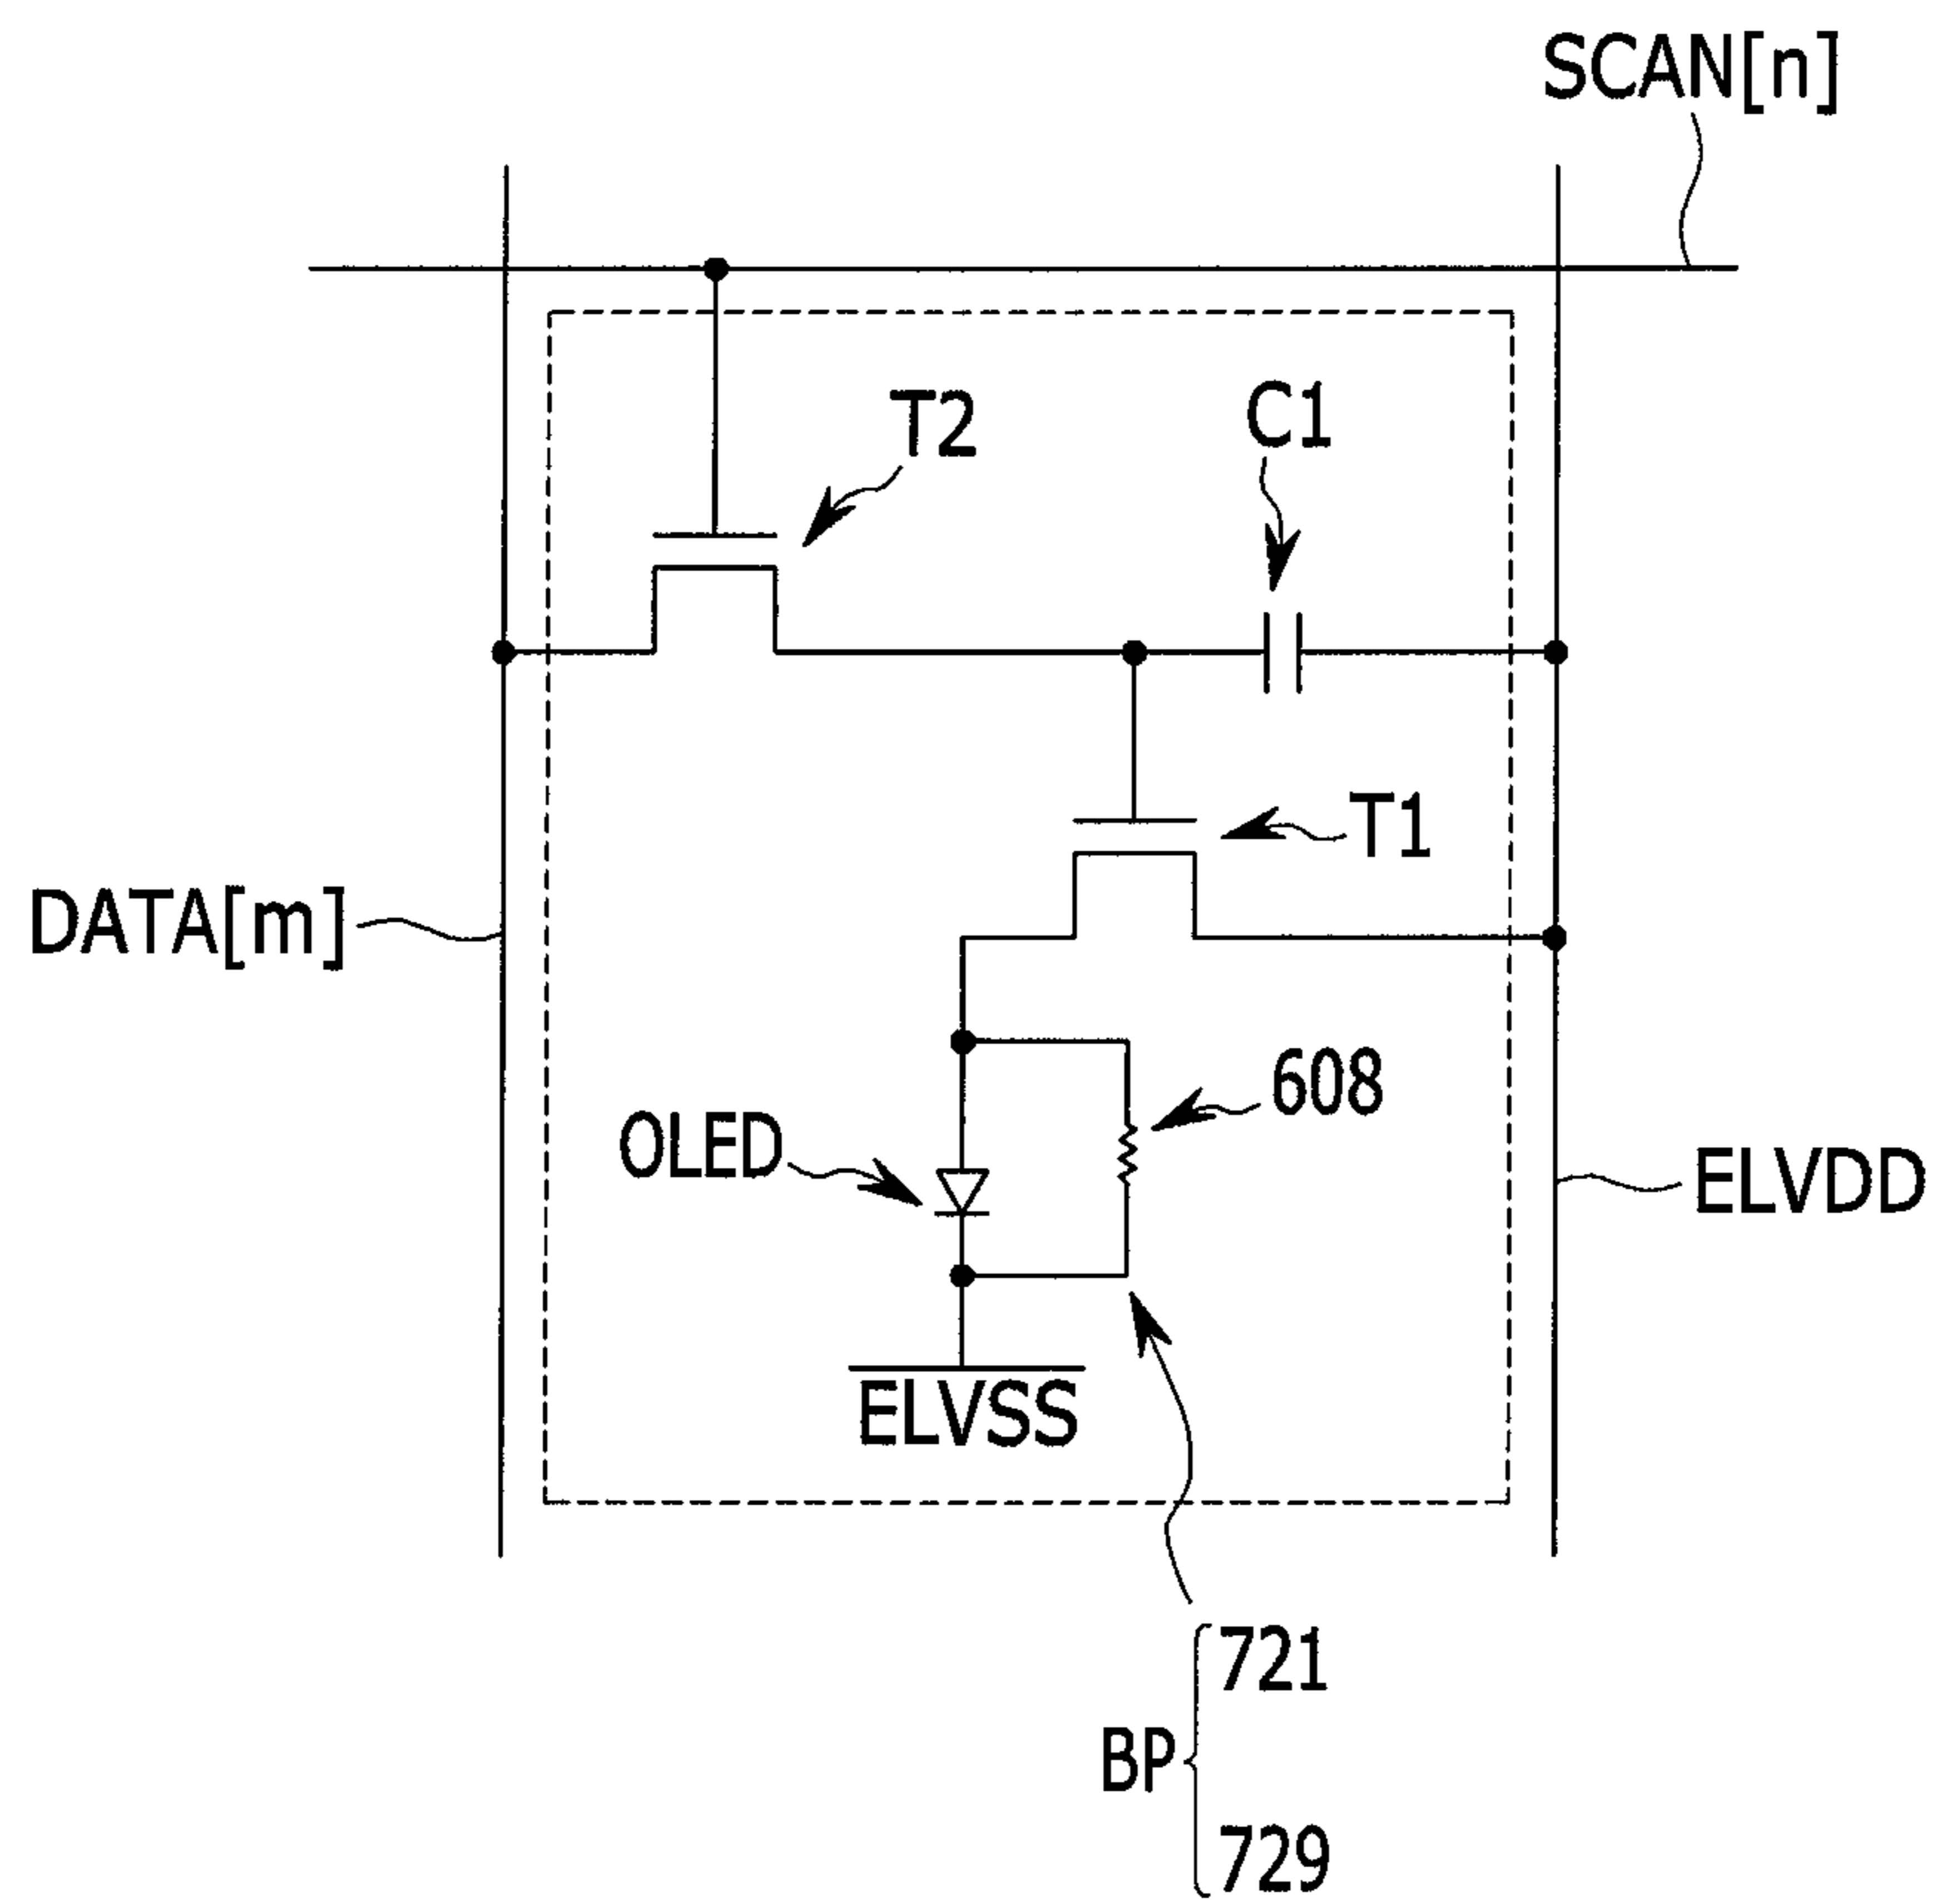 SCAN[n]
T2
C1
T1
DATA[m]
608
OLED
ELVDD
ELVSS
721
BP
729